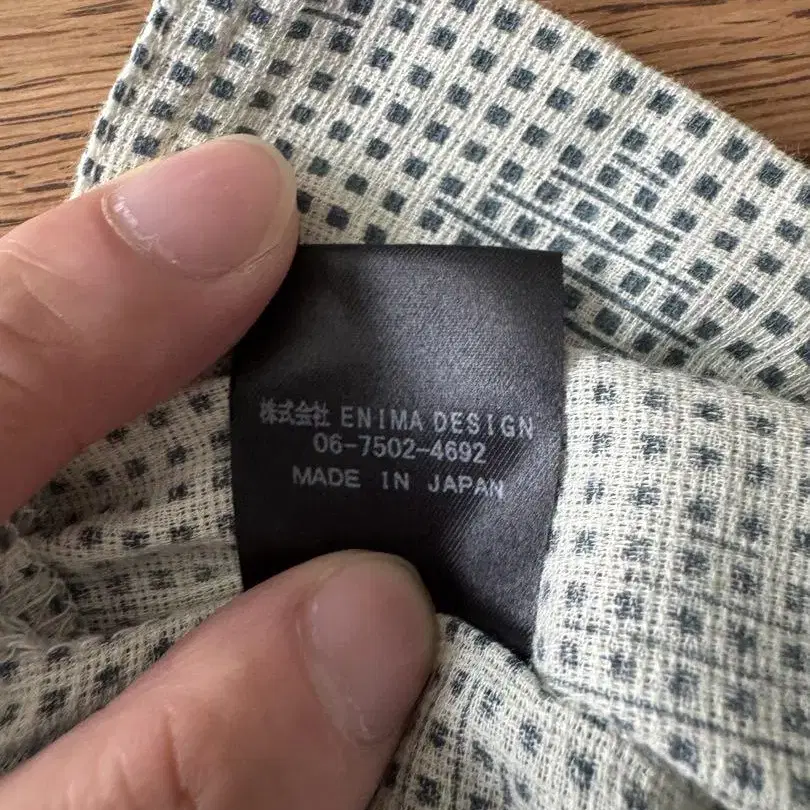 株式会社 ENIMA DESIGN
06-7502-4692
MADE IN JAPAN